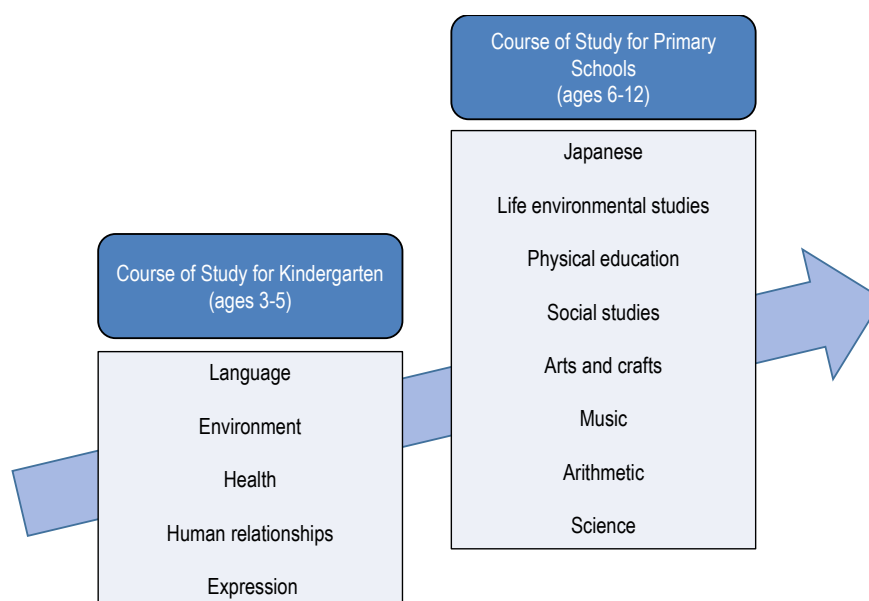 Course of Study for Primary
Schools
(ages 6-12)
Japanese
Life environmental studies
Physical education
Social studies
Arts and crafts
Music
Arithmetic
Science
Course of Study for Kindergarten
(ages 3-5)
Language
Environment
Health
Human relationships
Expression